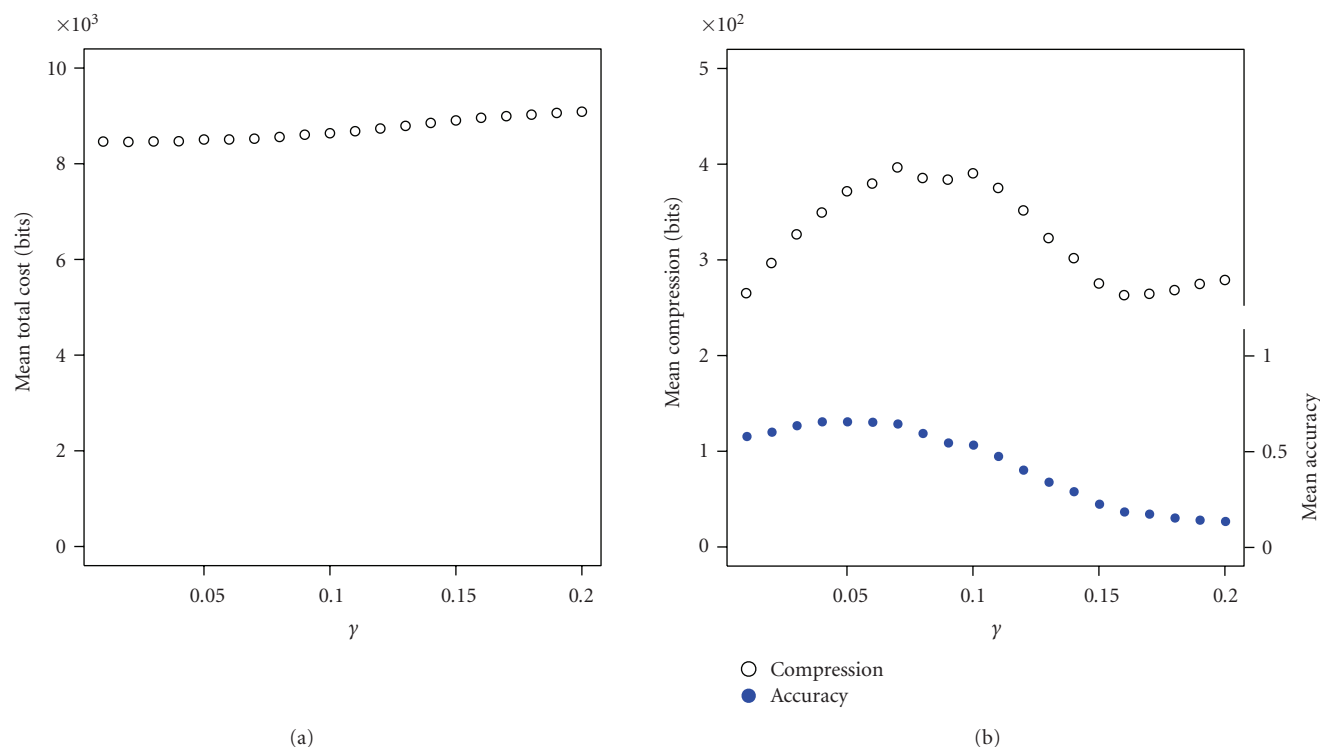 ×10³
10
8
6
4
2
0
Mean total cost (bits)
0.05 0.1 0.15 0.2
γ
(a)
×10²
5
4
3
2
1
0
Mean compression (bits)
1
0.5
0
Mean accuracy
0.05 0.1 0.15 0.2
γ
Compression
Accuracy
(b)